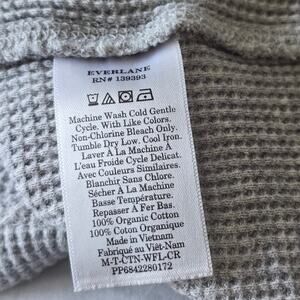 EVERLANE
RN# 139393
Machine Wash Cold Gentle
Cycle. With Like Colors.
Non-Chlorine Bleach Only.
Tumble Dry Low. Cool Iron.
Laver À La Machine À
L'eau Froide Cycle Delicat.
Avec Couleurs Similaires.
Blanchir Sans Chlore.
Sécher À La Machine
Basse Température.
Repasser À Fer Bas.
100% Organic Cotton
100% Coton Organique
Made in Vietnam
Fabriqué au Viêt-Nam
M-T-CTN-WFL-CR
PP6842280172